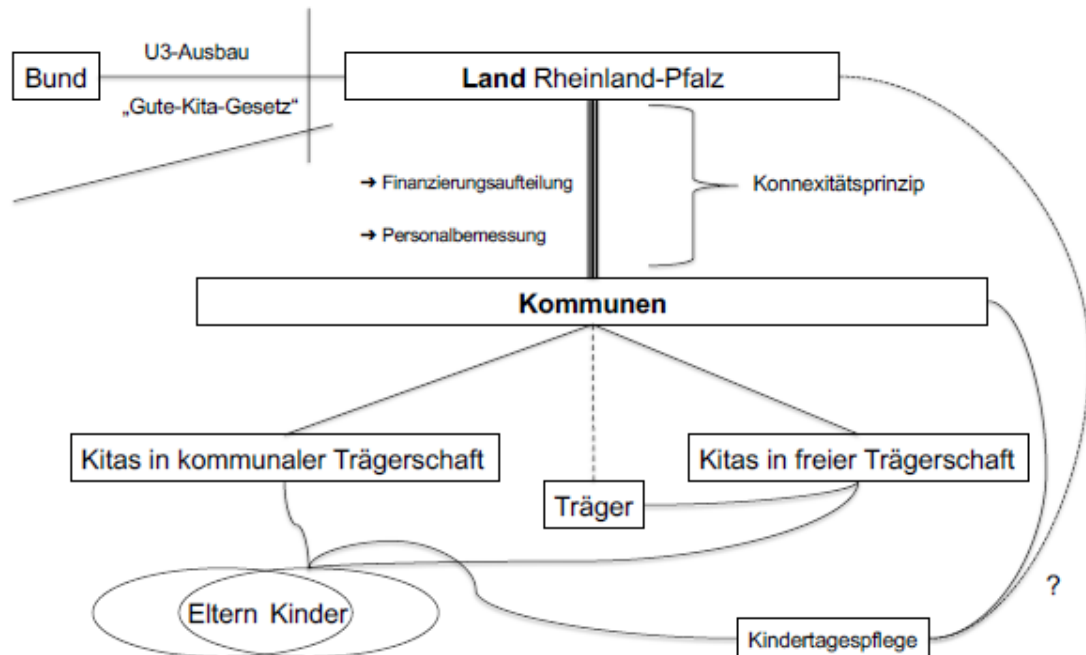 U3-Ausbau
Bund
Land Rheinland-Pfalz
„Gute-Kita-Gesetz“
➔ Finanzierungsaufteilung
Konnexitätsprinzip
➔ Personalbemessung
Kommunen
Kitas in kommunaler Trägerschaft
Kitas in freier Trägerschaft
Träger
?
Eltern Kinder
Kindertagespflege